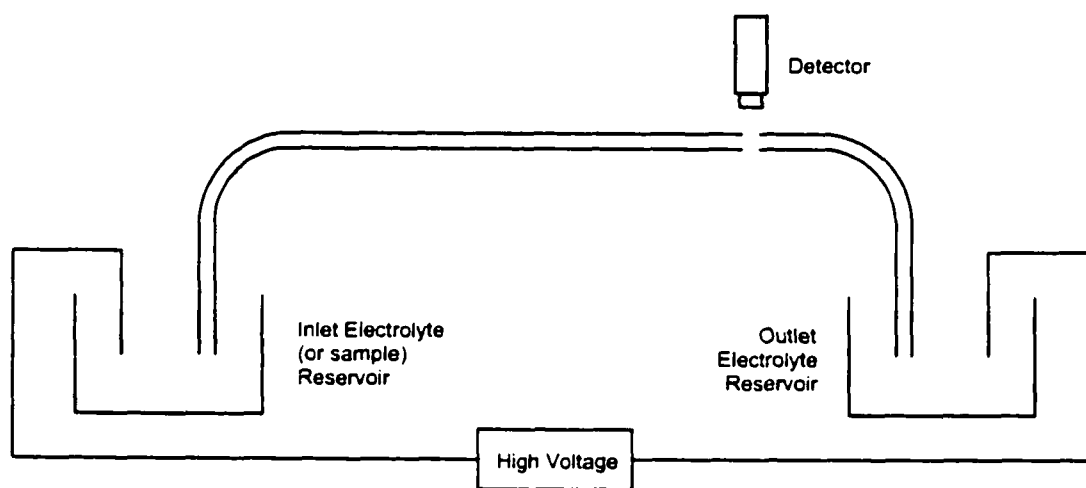 Detector
Inlet Electrolyte
(or sample)
Reservoir
Outlet
Electrolyte
Reservoir
High Voltage